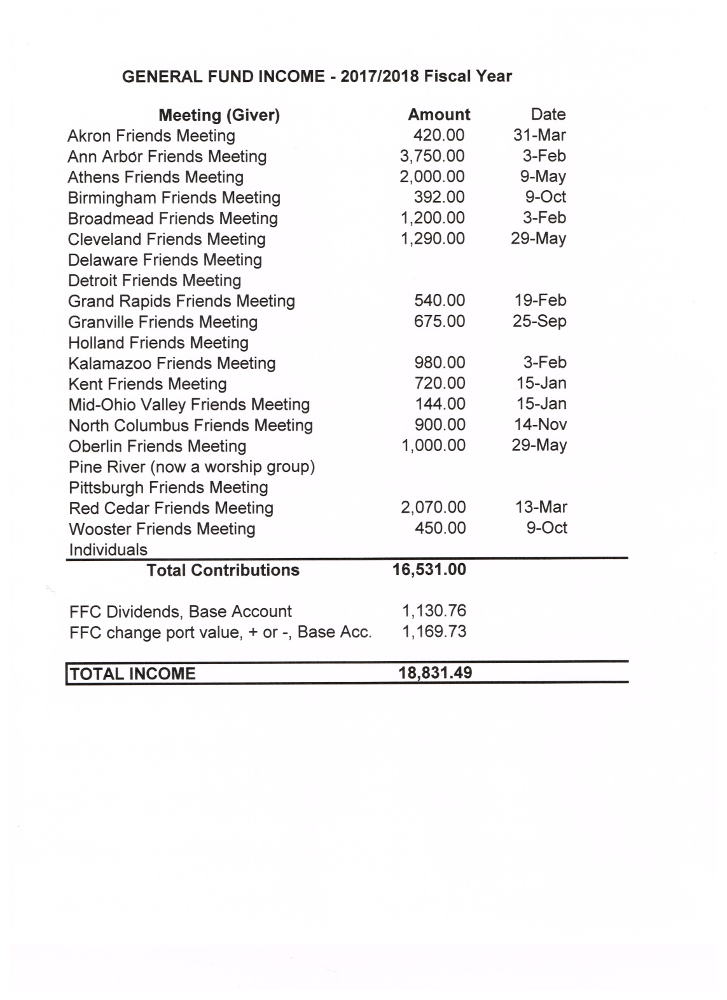 GENERAL FUND INCOME - 2017/2018 Fiscal Year
Meeting (Giver) Amount Date
Akron Friends Meeting 420.00 31-Mar
Ann Arbor Friends Meeting 3,750.00 3-Feb
Athens Friends Meeting 2,000.00 9-May
Birmingham Friends Meeting 392.00 9-Oct
Broadmead Friends Meeting 1,200.00 3-Feb
Cleveland Friends Meeting 1,290.00 29-May
Delaware Friends Meeting
Detroit Friends Meeting
Grand Rapids Friends Meeting 540.00 19-Feb
Granville Friends Meeting 675.00 25-Sep
Holland Friends Meeting
Kalamazoo Friends Meeting 980.00 3-Feb
Kent Friends Meeting 720.00 15-Jan
Mid-Ohio Valley Friends Meeting 144.00 15-Jan
North Columbus Friends Meeting 900.00 14-Nov
Oberlin Friends Meeting 1,000.00 29-May
Pine River (now a worship group)
Pittsburgh Friends Meeting
Red Cedar Friends Meeting 2,070.00 13-Mar
Wooster Friends Meeting 450.00 9-Oct
Individuals
Total Contributions 16,531.00
FFC Dividends, Base Account 1,130.76
FFC change port value, + or -, Base Acc. 1,169.73
TOTAL INCOME 18,831.49